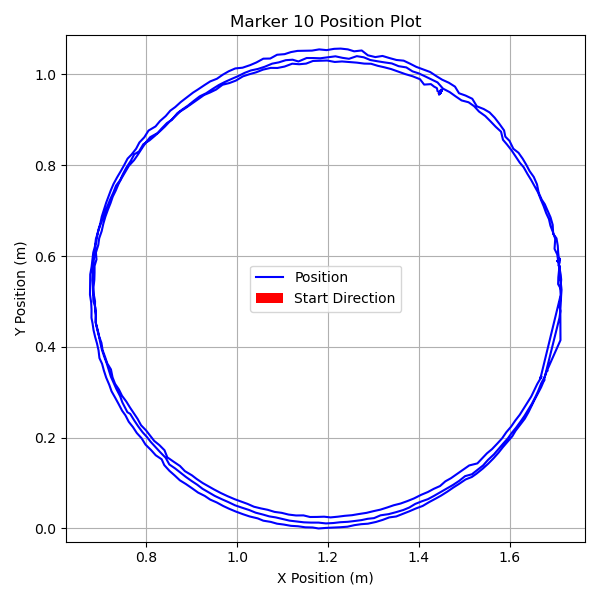 Marker 10 Position Plot
Y Position (m)
1.0
0.8
0.6
0.4
0.2
0.0
Position
Start Direction
0.8 1.0 1.2 1.4 1.6
X Position (m)